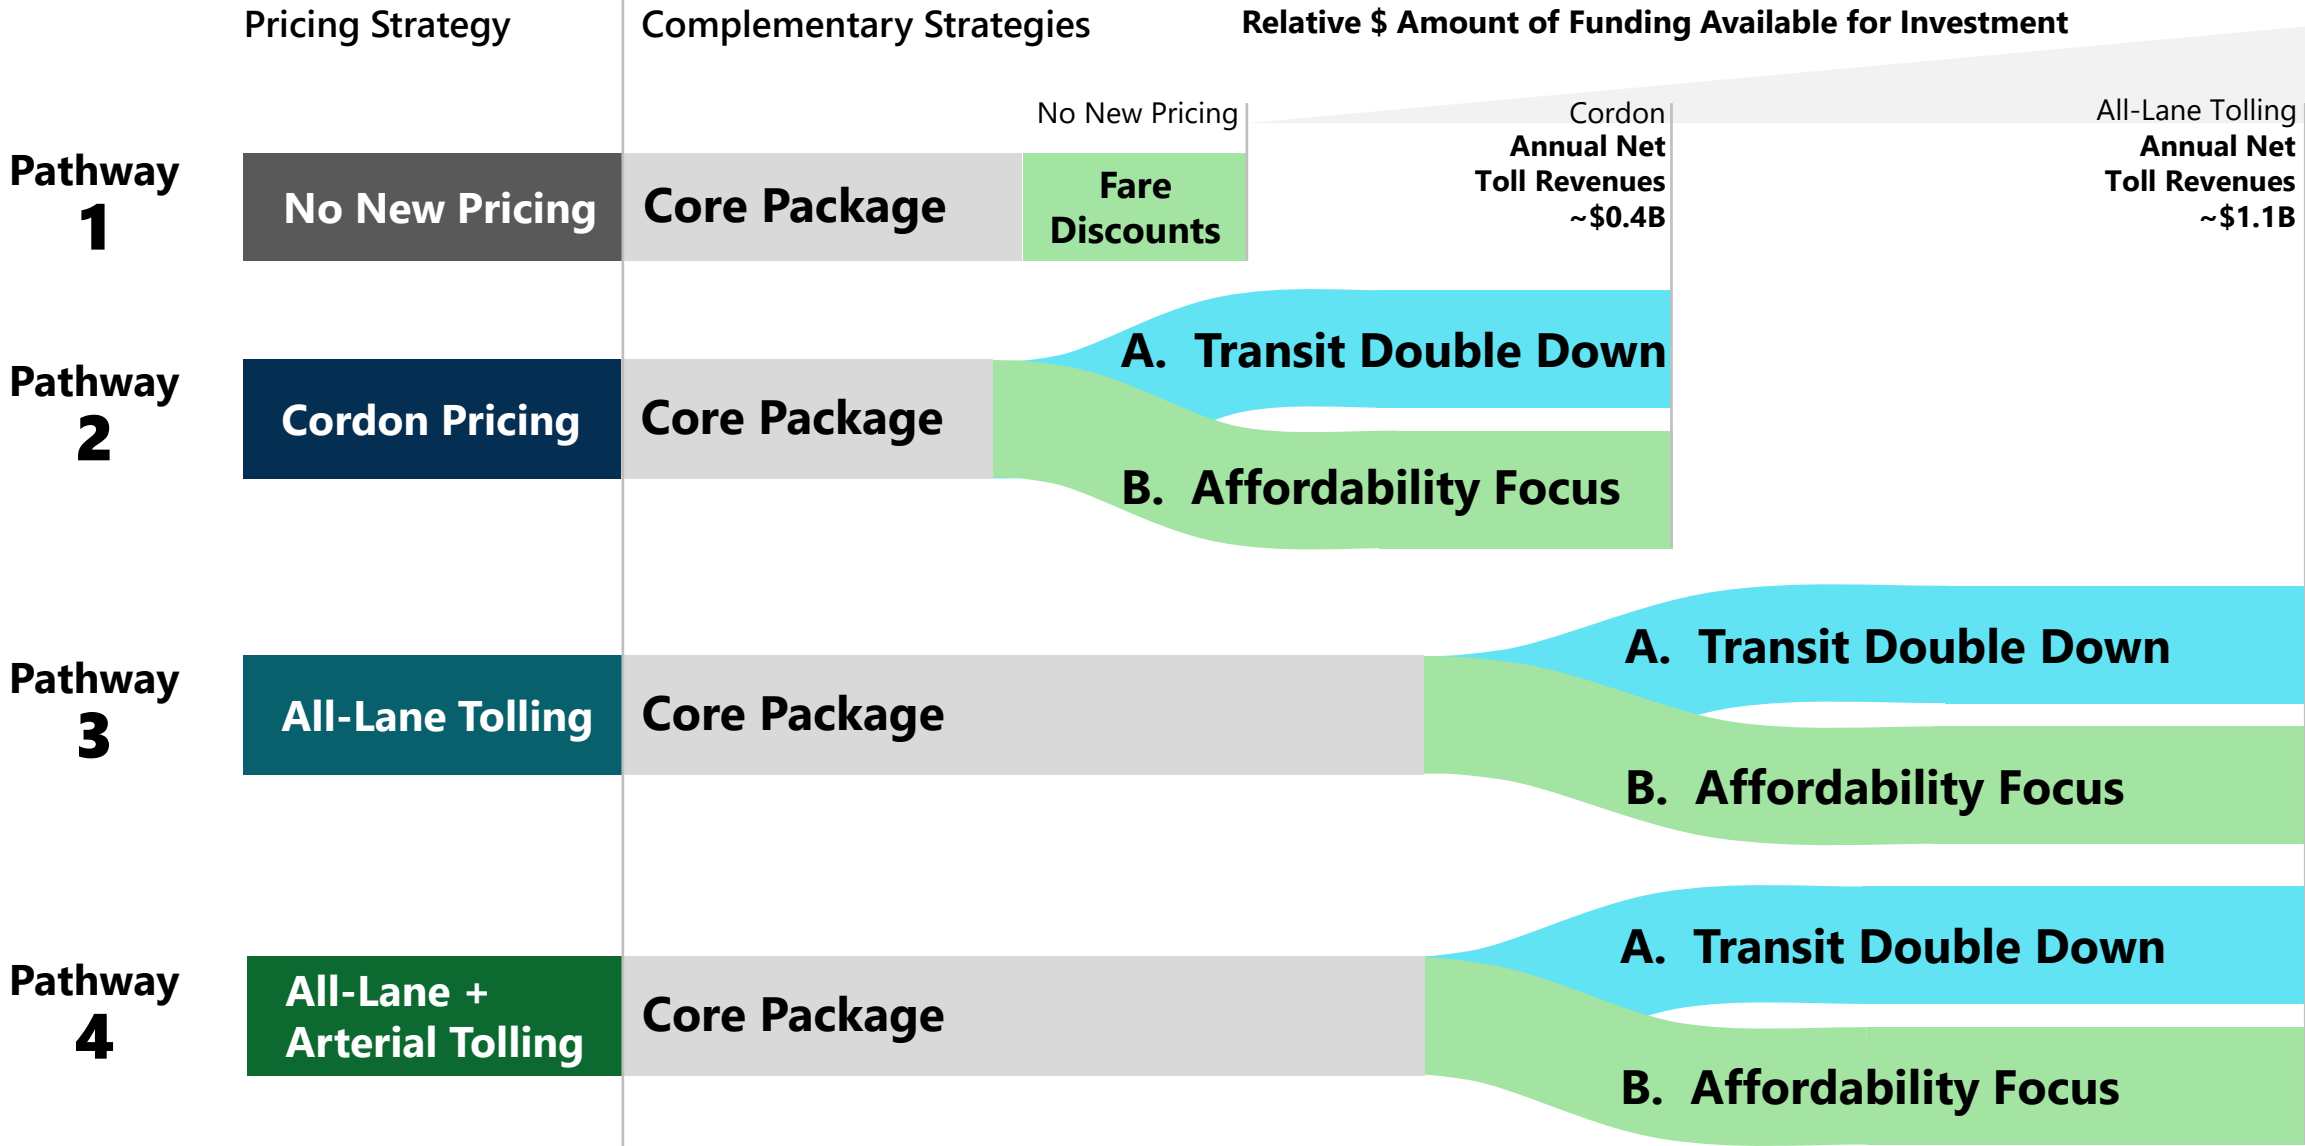 Pricing Strategy
Complementary Strategies
Relative $ Amount of Funding Available for Investment
No New Pricing
Cordon
Annual Net
Toll Revenues
~$0.4B
All-Lane Tolling
Annual Net
Toll Revenues
~$1.1B
Pathway
1
No New Pricing
Core Package
Fare
Discounts
Pathway
2
Cordon Pricing
Core Package
A. Transit Double Down
B. Affordability Focus
Pathway
3
All-Lane Tolling
Core Package
A. Transit Double Down
B. Affordability Focus
Pathway
4
All-Lane +
Arterial Tolling
Core Package
A. Transit Double Down
B. Affordability Focus